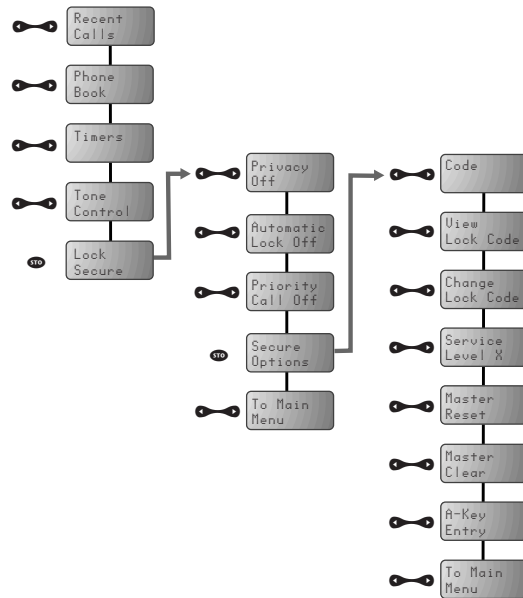 Recent
Calls
Phone
Book
Timers
Tone
Control
STO
Lock
Secure
Privacy
Off
Automatic
Lock Off
Priority
Call Off
STO
Secure
Options
To Main
Menu
Code
View
Lock Code
Change
Lock Code
Service
Level X
Master
Reset
Master
Clear
A-Key
Entry
To Main
Menu